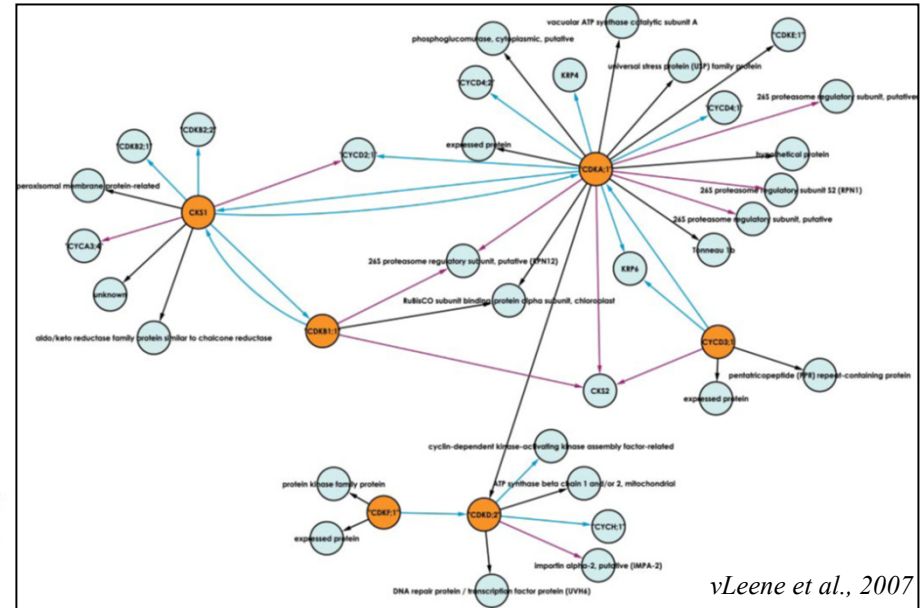 vacuolar ATP synthase catalytic subunit A
phosphoglucomutase, cytoplasmic, putative
"CDKE;1"
universal stress protein (USP) family protein
KRP4
"CYCD4;2"
26S proteasome regulatory subunit, putative
"CYCD4;1"
"CDKB2;2"
"CDKB2;1"
expressed protein
"CYCD2;1"
hypothetical protein
"CDKA;1"
peroxisomal membrane protein-related
26S proteasome regulatory subunit S2 (RPN1)
CKS1
26S proteasome regulatory subunit, putative
"CYCA3;4"
Tonneau 1b
26S proteasome regulatory subunit, putative (RPN12)
KRP6
unknown
RuBisCO subunit binding protein alpha subunit, chloroplast
"CDKB1;1"
aldo/keto reductase family protein similar to chalcone reductase
CYCD3;1
pentatricopeptide (PPR) repeat-containing protein
CKS2
expressed protein
cyclin-dependent kinase-activating kinase assembly factor-related
protein kinase family protein
ATP synthase beta chain 1 and/or 2, mitochondrial
"CDKF;1"
"CDKD;2"
"CYCH;1"
expressed protein
importin alpha-2, putative (IMPA-2)
DNA repair protein / transcription factor protein (UVH6)
vLeene et al., 2007